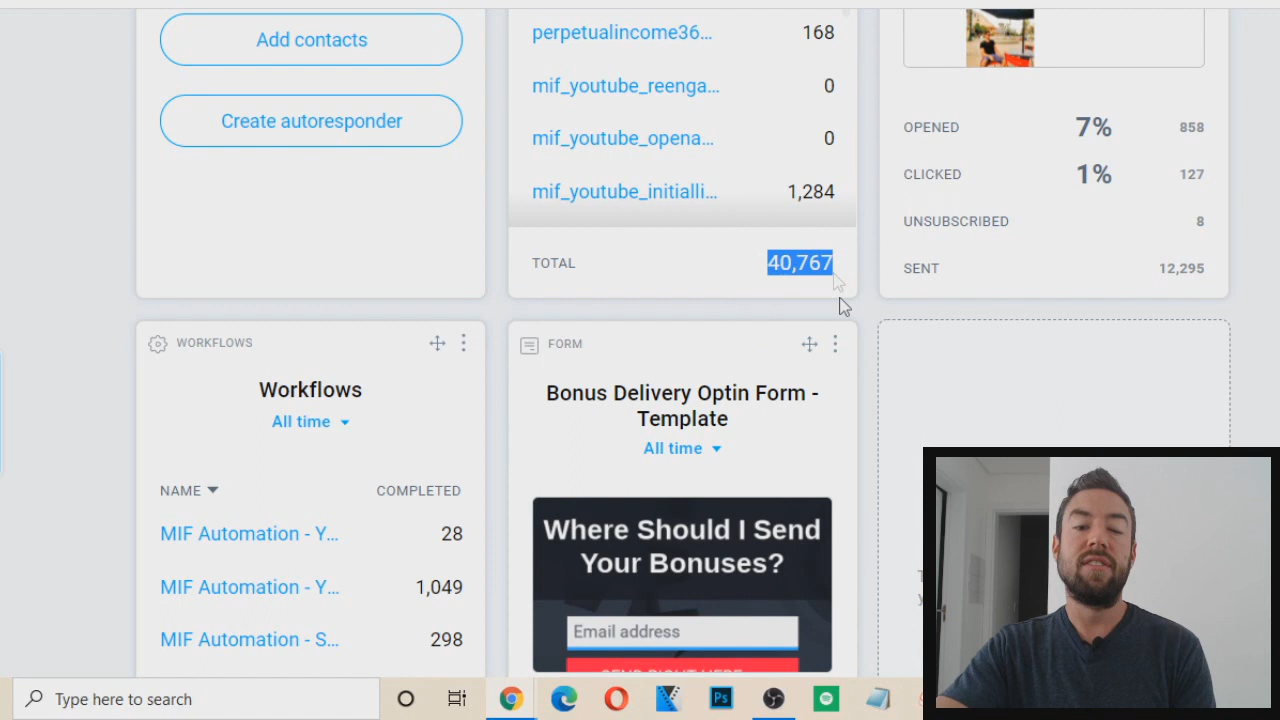 Add contacts
Create autoresponder
perpetualincome36... 168
mif_youtube_reenga... 0
mif_youtube_opena... 0
mif_youtube_initialli... 1,284
TOTAL 40,767
OPENED 7% 858
CLICKED 1% 127
UNSUBSCRIBED 8
SENT 12,295
WORKFLOWS
Workflows
All time
NAME COMPLETED
MIF Automation - Y... 28
MIF Automation - Y... 1,049
MIF Automation - S... 298
FORM
Bonus Delivery Optin Form -
Template
All time
Where Should I Send
Your Bonuses?
Email address
Type here to search
Ps